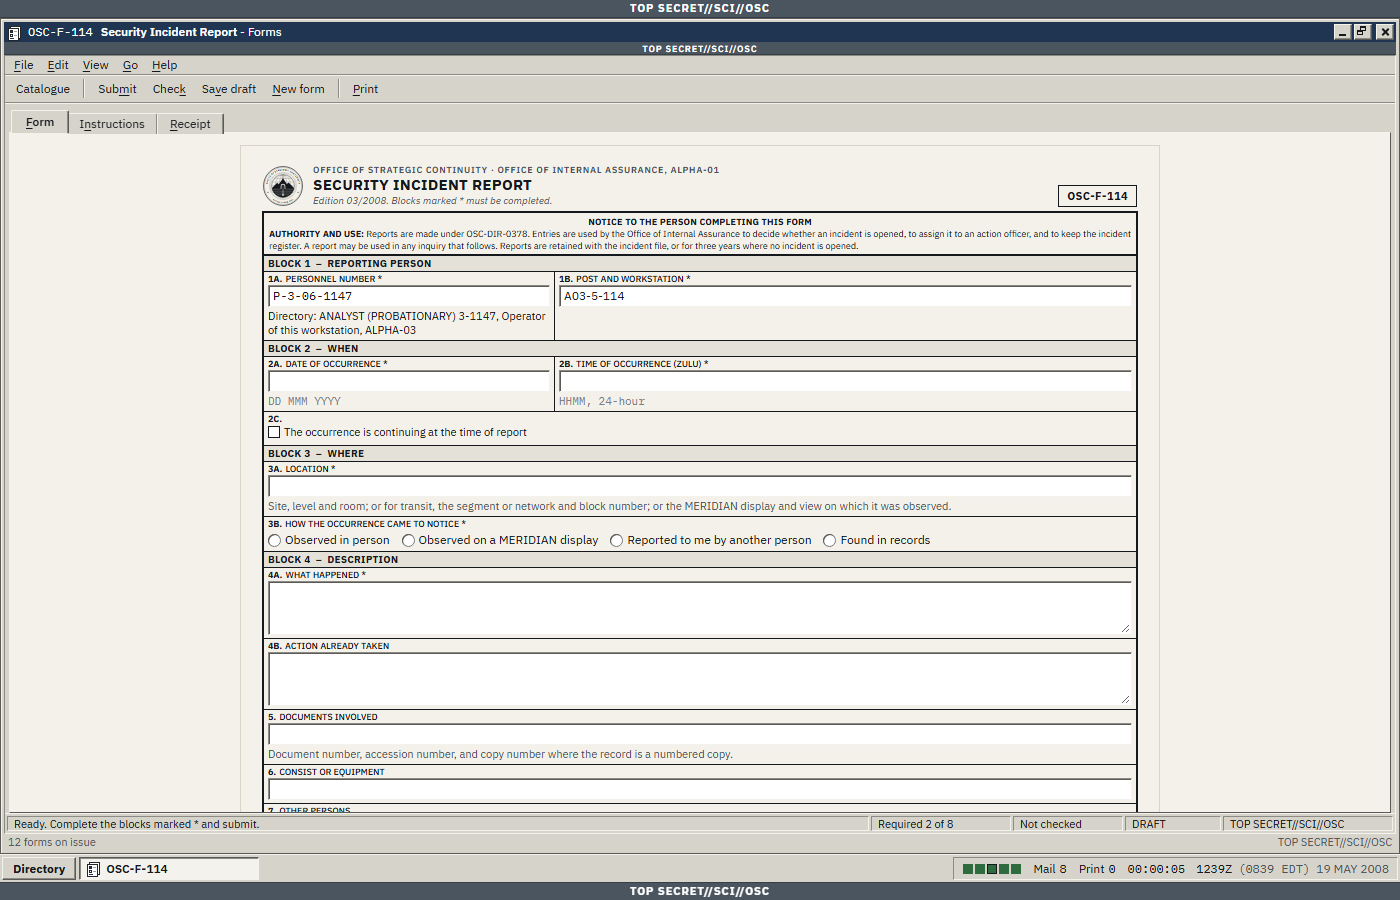 TOP SECRET//SCI//OSC
OSC-F-114 Security Incident Report - Forms
TOP SECRET//SCI//OSC
File Edit View Go Help
Catalogue Submit Check Save draft New form Print
Form Instructions Receipt
OFFICE OF STRATEGIC CONTINUITY · OFFICE OF INTERNAL ASSURANCE, ALPHA-01
SECURITY INCIDENT REPORT
Edition 03/2008. Blocks marked * must be completed.
OSC-F-114
NOTICE TO THE PERSON COMPLETING THIS FORM
AUTHORITY AND USE: Reports are made under OSC-DIR-0378. Entries are used by the Office of Internal Assurance to decide whether an incident is opened, to assign it to an action officer, and to keep the incident
register. A report may be used in any inquiry that follows. Reports are retained with the incident file, or for three years where no incident is opened.
BLOCK 1 – REPORTING PERSON
1A. PERSONNEL NUMBER * 1B. POST AND WORKSTATION *
P-3-06-1147 A03-5-114
Directory: ANALYST (PROBATIONARY) 3-1147, Operator
of this workstation, ALPHA-03
BLOCK 2 – WHEN
2A. DATE OF OCCURRENCE * 2B. TIME OF OCCURRENCE (ZULU) *
DD MMM YYYY HHMM, 24-hour
2C.
The occurrence is continuing at the time of report
BLOCK 3 – WHERE
3A. LOCATION *
Site, level and room; or for transit, the segment or network and block number; or the MERIDIAN display and view on which it was observed.
3B. HOW THE OCCURRENCE CAME TO NOTICE *
Observed in person Observed on a MERIDIAN display Reported to me by another person Found in records
BLOCK 4 – DESCRIPTION
4A. WHAT HAPPENED *
4B. ACTION ALREADY TAKEN
5. DOCUMENTS INVOLVED
Document number, accession number, and copy number where the record is a numbered copy.
6. CONSIST OR EQUIPMENT
7. OTHER PERSONS
Ready. Complete the blocks marked * and submit. Required 2 of 8 Not checked DRAFT TOP SECRET//SCI//OSC
12 forms on issue TOP SECRET//SCI//OSC
Directory OSC-F-114 Mail 8 Print 0 00:00:05 1239Z (0839 EDT) 19 MAY 2008
TOP SECRET//SCI//OSC